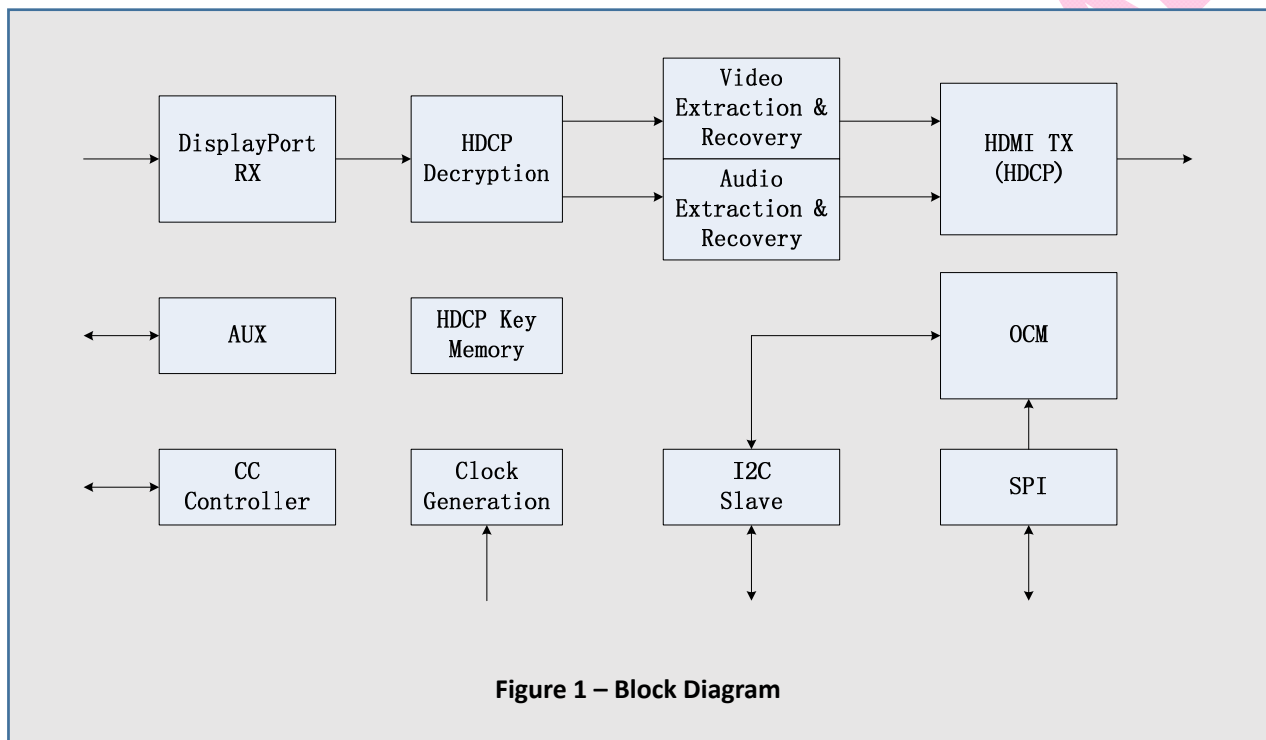 DisplayPort
RX
HDCP
Decryption
Video
Extraction &
Recovery
Audio
Extraction &
Recovery
HDMI TX
(HDCP)
AUX
HDCP Key
Memory
OCM
CC
Controller
Clock
Generation
I2C
Slave
SPI
Figure 1 – Block Diagram